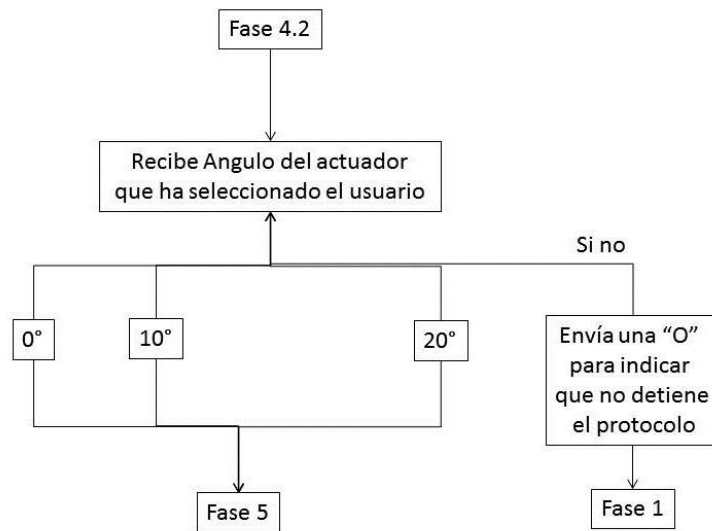 Fase 4.2
Recibe Angulo del actuador
que ha seleccionado el usuario
Si no
0°
10°
20°
Envía una “O”
para indicar
que no detiene
el protocolo
Fase 5
Fase 1